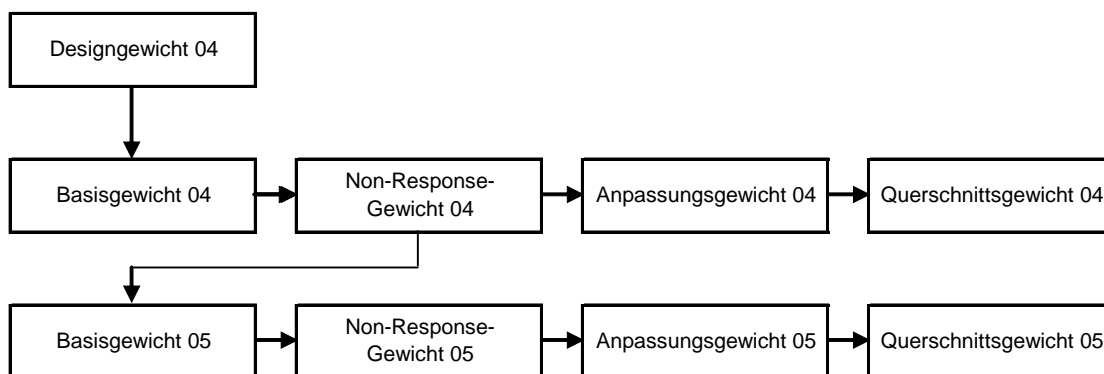 Designgewicht 04
Basisgewicht 04
Non-Response-
Gewicht 04
Anpassungsgewicht 04
Querschnittsgewicht 04
Basisgewicht 05
Non-Response-
Gewicht 05
Anpassungsgewicht 05
Querschnittsgewicht 05